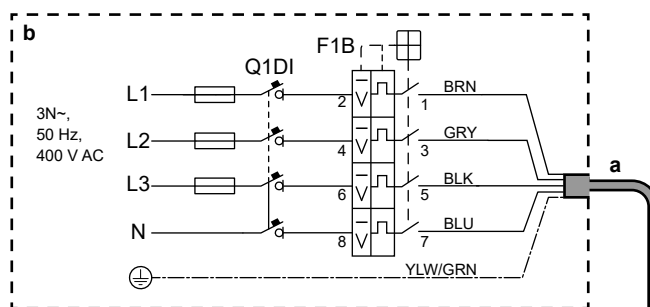 b
F1B
Q1DI
3N~,
50 Hz,
400 V AC
L1 2 1 BRN
L2 4 3 GRY
L3 6 5 BLK
N 8 7 BLU
YLW/GRN
a